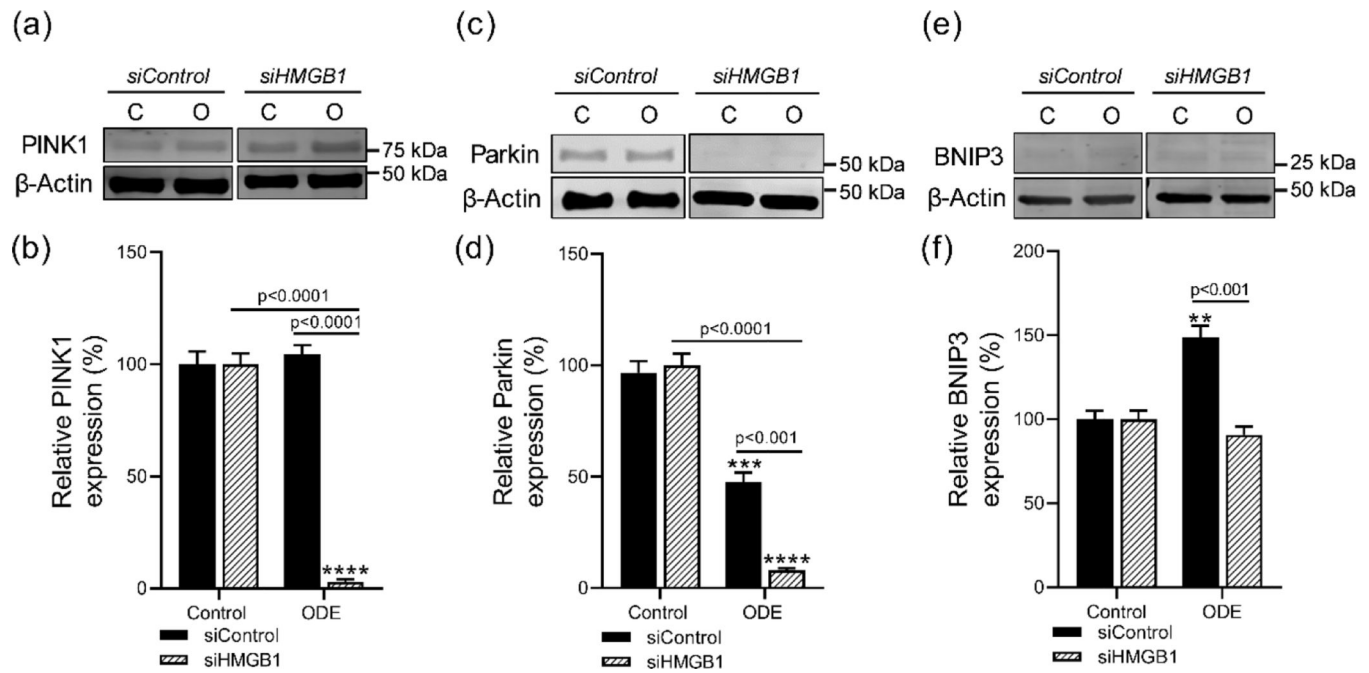 (a)
siControl siHMGB1
C O C O
PINK1
75 kDa
β-Actin
50 kDa
(b)
Relative PINK1
expression (%)
150
100
50
0
p<0.0001
p<0.0001
****
Control ODE
siControl
siHMGB1
(c)
siControl siHMGB1
C O C O
Parkin
50 kDa
β-Actin
50 kDa
(d)
Relative Parkin
expression (%)
150
100
50
0
p<0.0001
p<0.001
***
****
Control ODE
siControl
siHMGB1
(e)
siControl siHMGB1
C O C O
BNIP3
25 kDa
β-Actin
50 kDa
(f)
Relative BNIP3
expression (%)
200
150
100
50
0
p<0.001
**
Control ODE
siControl
siHMGB1